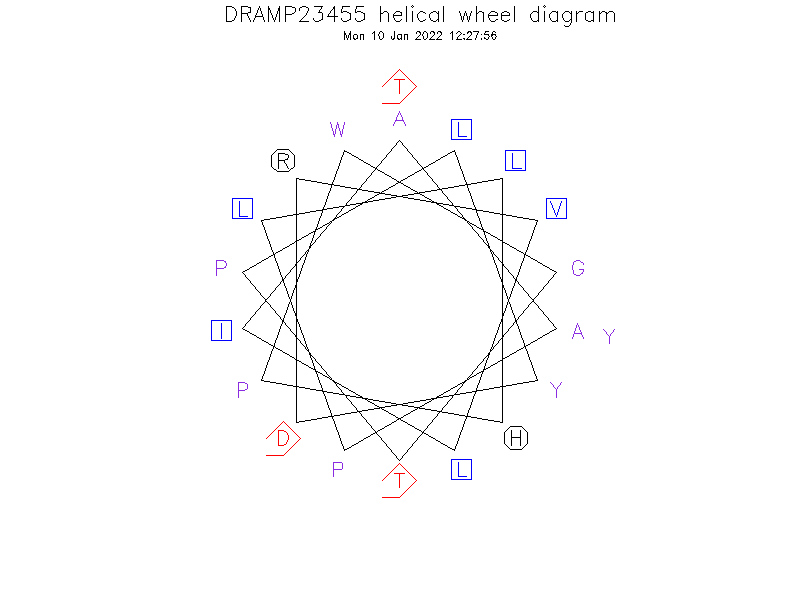 DRAMP23455 helical wheel diagram
Mon 10 Jan 2022 12:27:56
T
W A L
R L
L V
P G
I A Y
P Y
D H
P T L